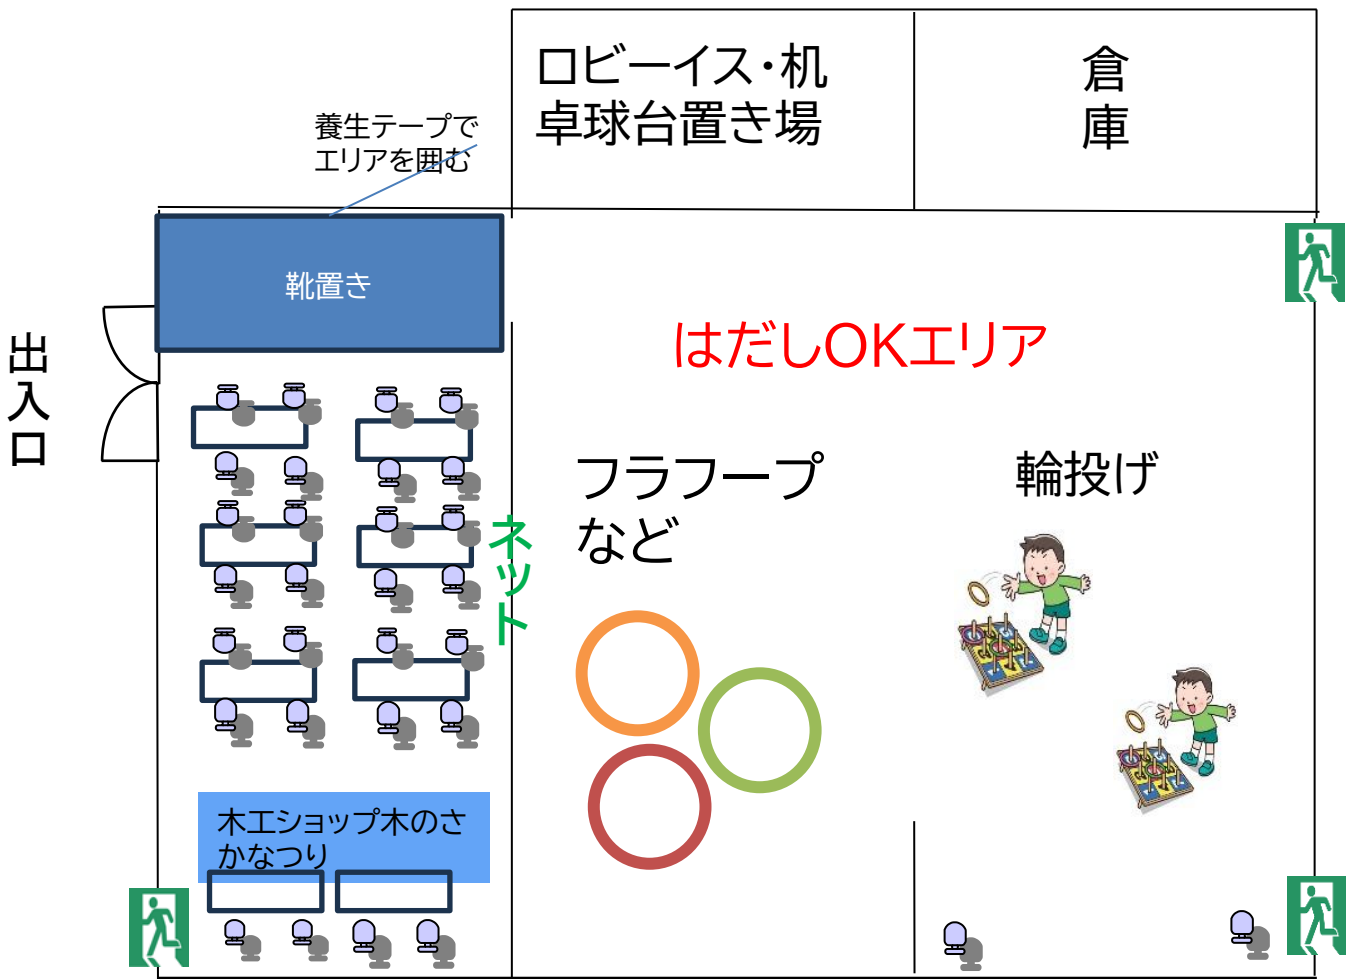 ロビーイス・机
卓球台置き場
倉
庫
養生テープで
エリアを囲む
靴置き
出入口
はだしOKエリア
フラフープ
など
輪投げ
ネット
木工ショップ木のさ
かなつり